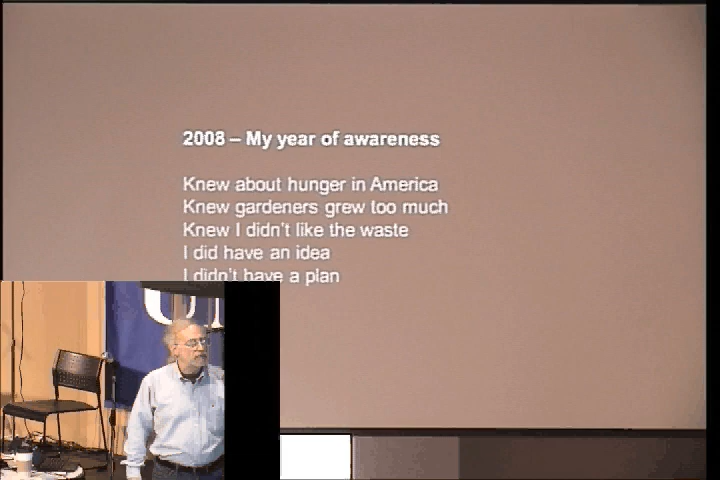 2008 – My year of awareness
Knew about hunger in America
Knew gardeners grew too much
Knew I didn't like the waste
I did have an idea
I didn't have a plan